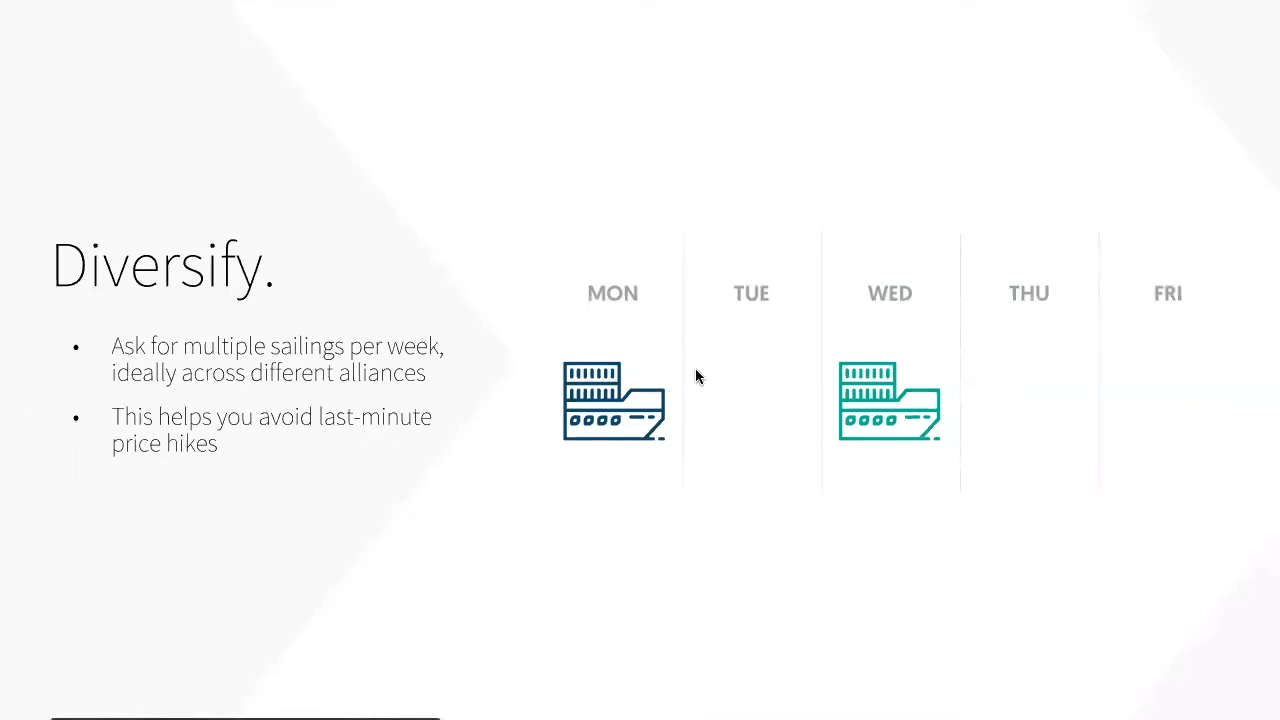 Diversify.
• Ask for multiple sailings per week,
ideally across different alliances
• This helps you avoid last-minute
price hikes
MON TUE WED THU FRI